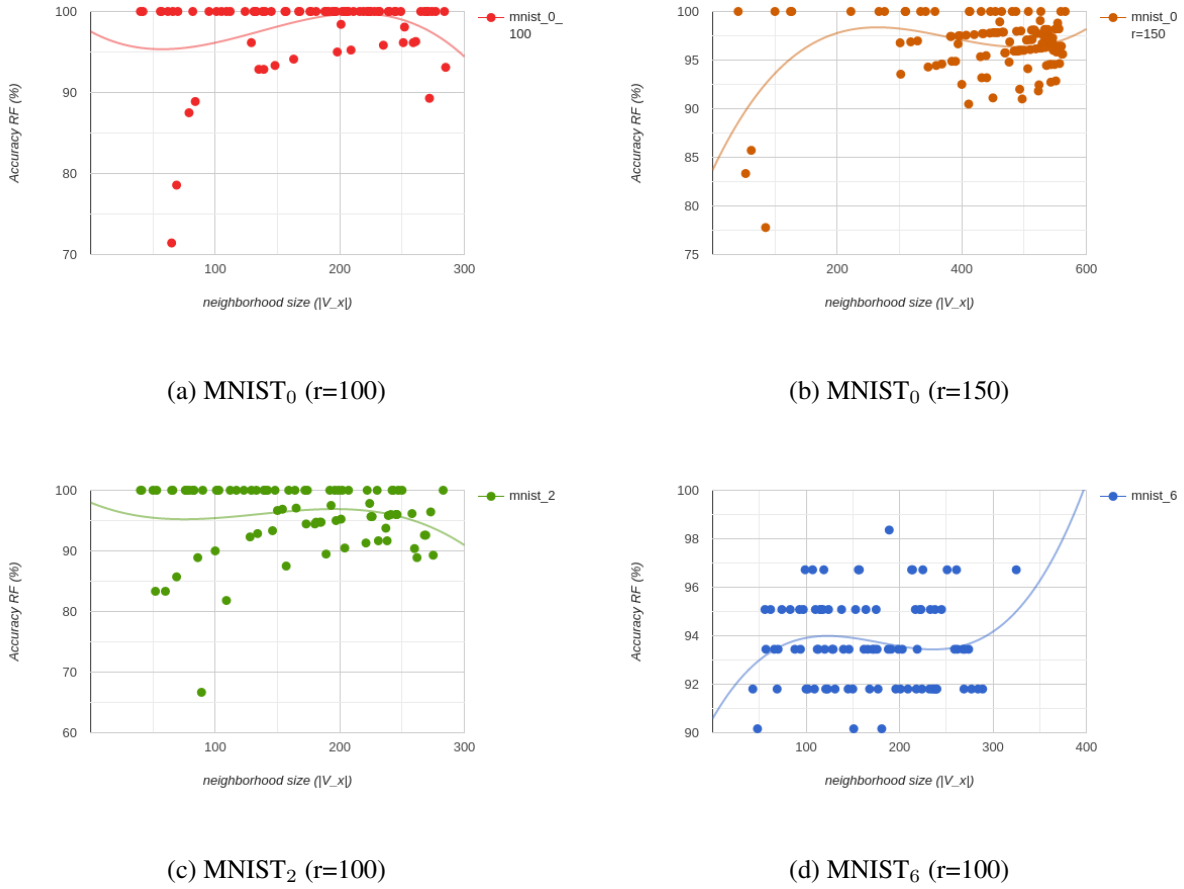 100
95
90
85
80
75
70
Accuracy RF (%)
100
200
300
neighborhood size (|V_x|)
mnist_0_
100
(a) MNIST₀ (r=100)
100
95
90
85
80
75
Accuracy RF (%)
200
400
600
neighborhood size (|V_x|)
mnist_0
r=150
(b) MNIST₀ (r=150)
100
90
80
70
60
Accuracy RF (%)
100
200
300
neighborhood size (|V_x|)
mnist_2
(c) MNIST₂ (r=100)
100
98
96
94
92
90
Accuracy RF (%)
100
200
300
400
neighborhood size (|V_x|)
mnist_6
(d) MNIST₆ (r=100)